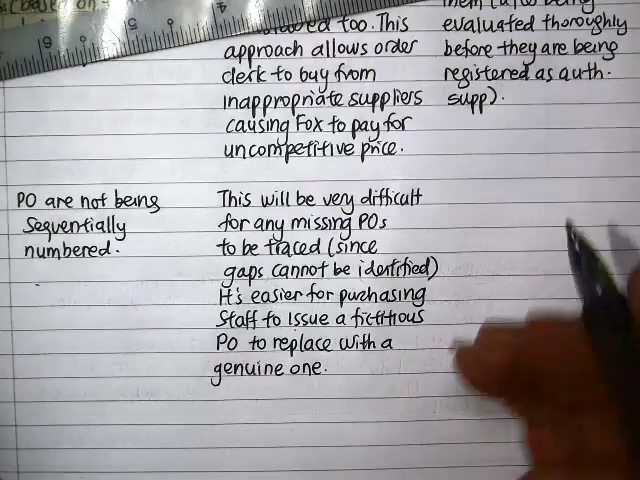 too. This
approach allows order
clerk to buy from
inappropriate suppliers
causing Fox to pay for
uncompetitive price.
evaluated thoroughly
before they are being
registered as auth.
supp).
PO are not being
sequentially
numbered.
This will be very difficult
for any missing POs
to be traced (since
gaps cannot be identified)
It's easier for puchasing
staff to issue a fictitious
PO to replace with a
genuine one.